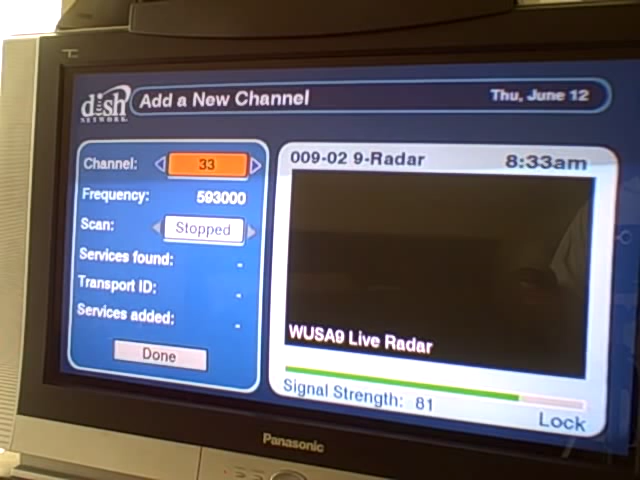 dish
NETWORK
Add a New Channel
Thu, June 12
Channel: 33
Frequency: 593000
Scan: Stopped
Services found: -
Transport ID: -
Services added: -
Done
009-02 9-Radar
8:33am
WUSA9 Live Radar
Signal Strength: 81
Lock
Panasonic